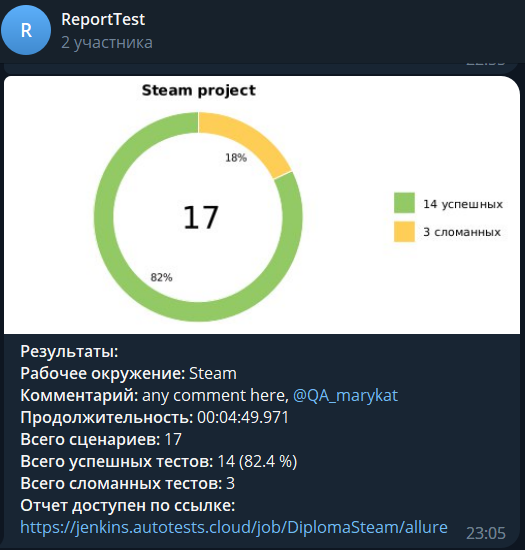 R
ReportTest
2 участника
Steam project
18%
17
82%
14 успешных
3 сломанных
Результаты:
Рабочее окружение: Steam
Комментарий: any comment here, @QA_marykat
Продолжительность: 00:04:49.971
Всего сценариев: 17
Всего успешных тестов: 14 (82.4 %)
Всего сломанных тестов: 3
Отчет доступен по ссылке:
https://jenkins.autotests.cloud/job/DiplomaSteam/allure
23:05